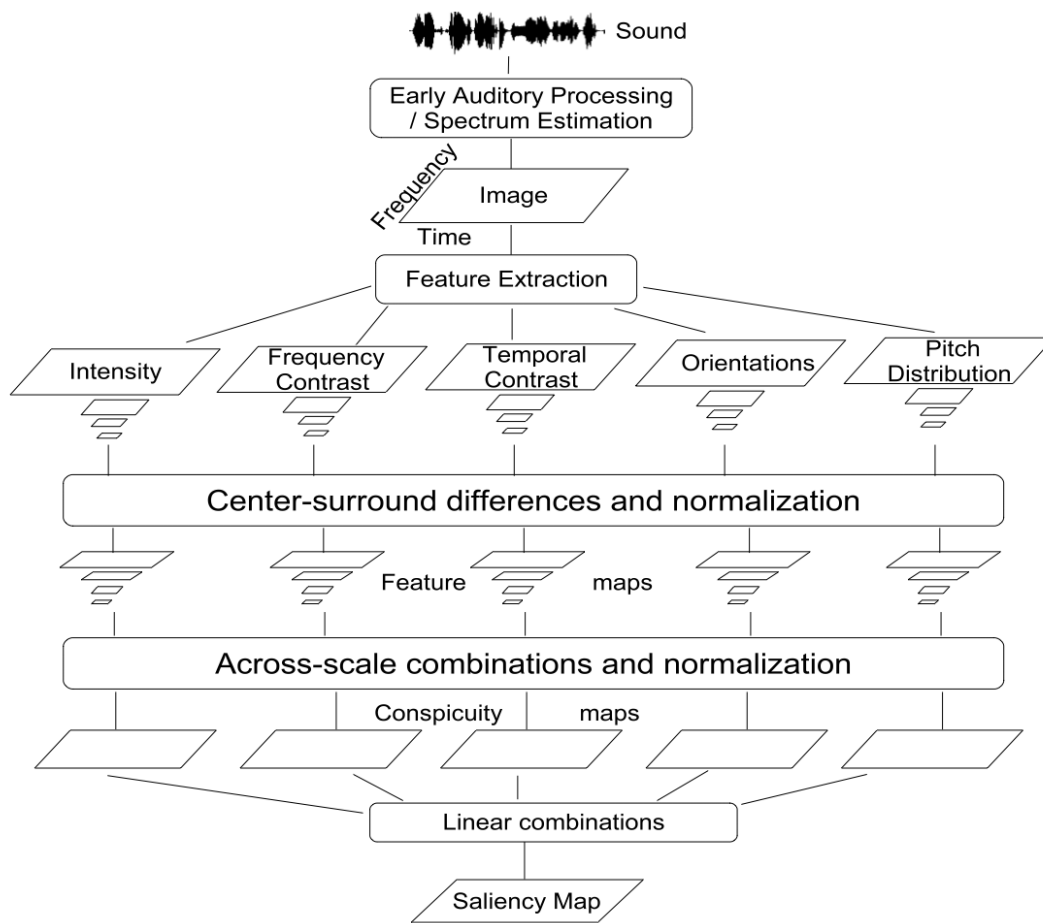 Sound
Early Auditory Processing
/ Spectrum Estimation
Frequency
Image
Time
Feature Extraction
Intensity
Frequency
Contrast
Temporal
Contrast
Orientations
Pitch
Distribution
Center-surround differences and normalization
Feature maps
Across-scale combinations and normalization
Conspicuity maps
Linear combinations
Saliency Map